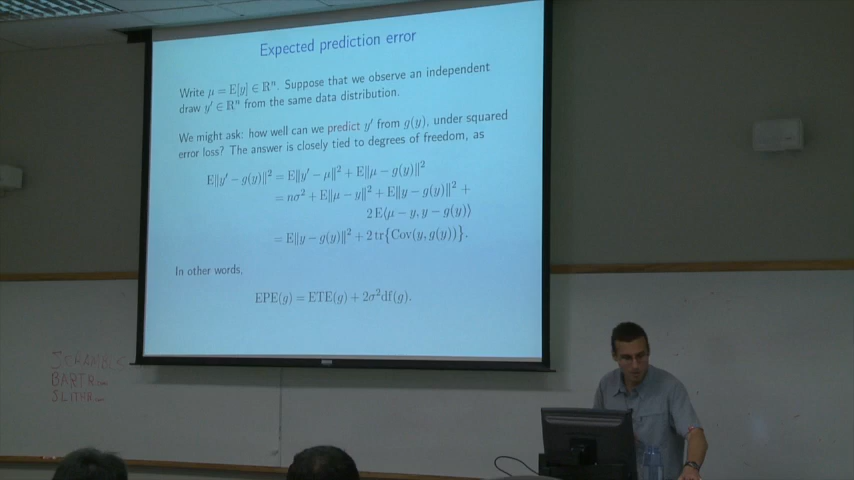 Expected prediction error
Write μ = E[y] ∈ ℝⁿ. Suppose that we observe an independent
draw y′ ∈ ℝⁿ from the same data distribution.
We might ask: how well can we predict y′ from g(y), under squared
error loss? The answer is closely tied to degrees of freedom, as
E‖y′ − g(y)‖² = E‖y′ − μ‖² + E‖μ − g(y)‖²
= nσ² + E‖μ − y‖² + E‖y − g(y)‖² +
2 E⟨μ − y, y − g(y)⟩
= E‖y − g(y)‖² + 2 tr{Cov(y, g(y))}.
In other words,
EPE(g) = ETE(g) + 2σ²df(g).